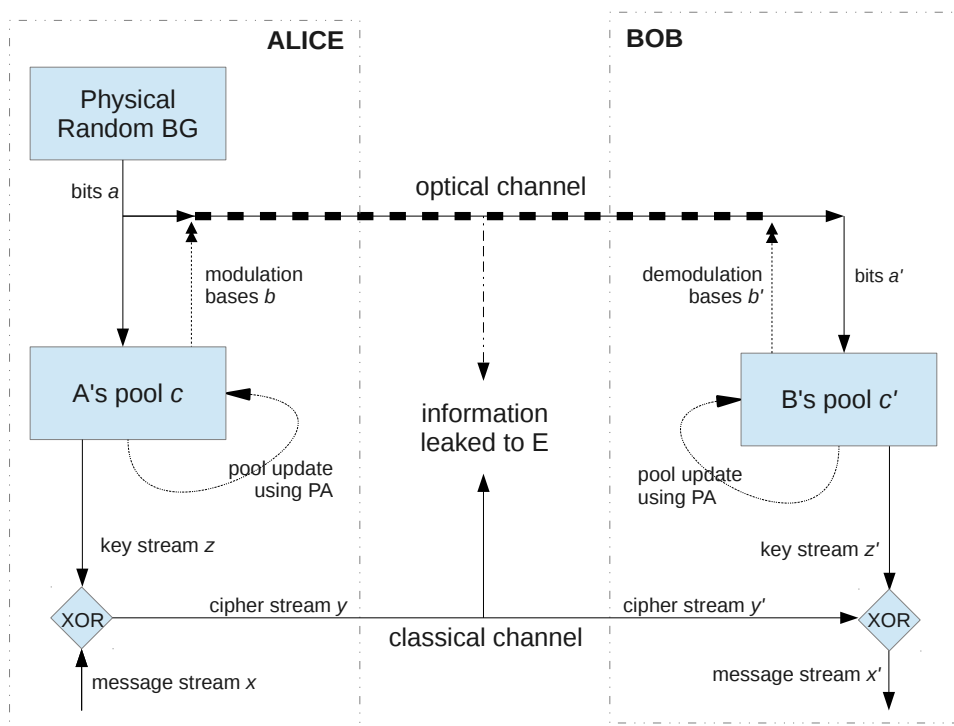 ALICE
BOB
Physical
Random BG
bits a
optical channel
modulation
bases b
demodulation
bases b'
bits a'
A's pool c
B's pool c'
information
leaked to E
pool update
using PA
pool update
using PA
key stream z
key stream z'
XOR
cipher stream y
cipher stream y'
XOR
classical channel
message stream x
message stream x'